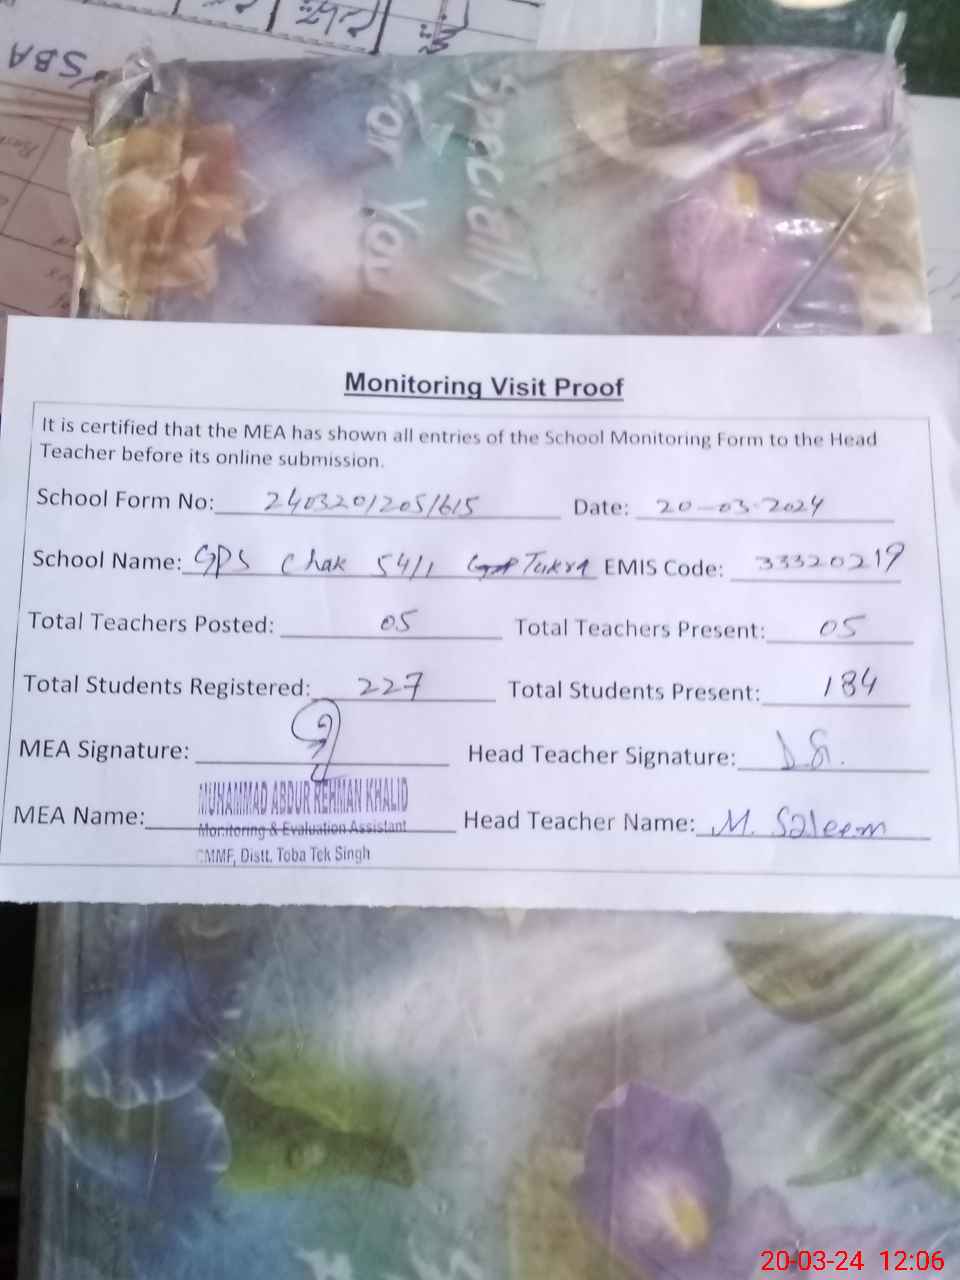 SBA
Specially
For You
Monitoring Visit Proof
It is certified that the MEA has shown all entries of the School Monitoring Form to the Head
Teacher before its online submission.
School Form No: 24032012051615 Date: 20-03-2024
School Name: GPS Chak 541/1 Tukra EMIS Code: 33320219
Total Teachers Posted: 05 Total Teachers Present: 05
Total Students Registered: 227 Total Students Present: 184
MEA Signature: Head Teacher Signature:
MEA Name: MUHAMMAD ABDUR REHMAN KHALID Head Teacher Name: M. Saleem
Monitoring & Evaluation Assistant
CMMF, Distt. Toba Tek Singh
20-03-24 12:06